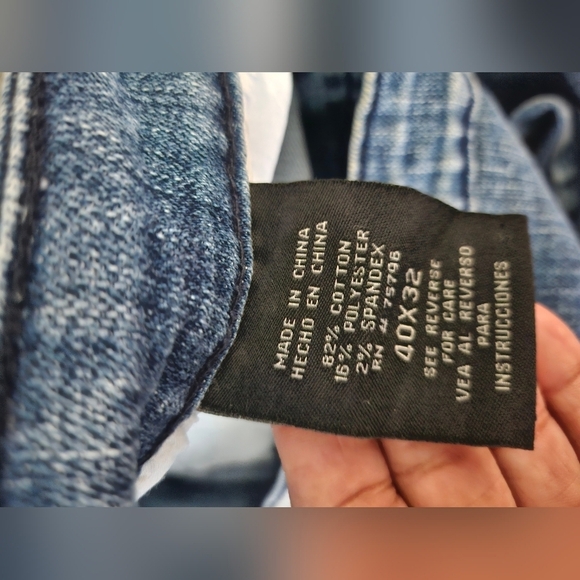 MADE IN CHINA
HECHO EN CHINA
82% COTTON
16% POLYESTER
2% SPANDEX
RN # 75796
40X32
SEE REVERSE
FOR CARE
VEA AL REVERSO
PARA
INSTRUCCIONES